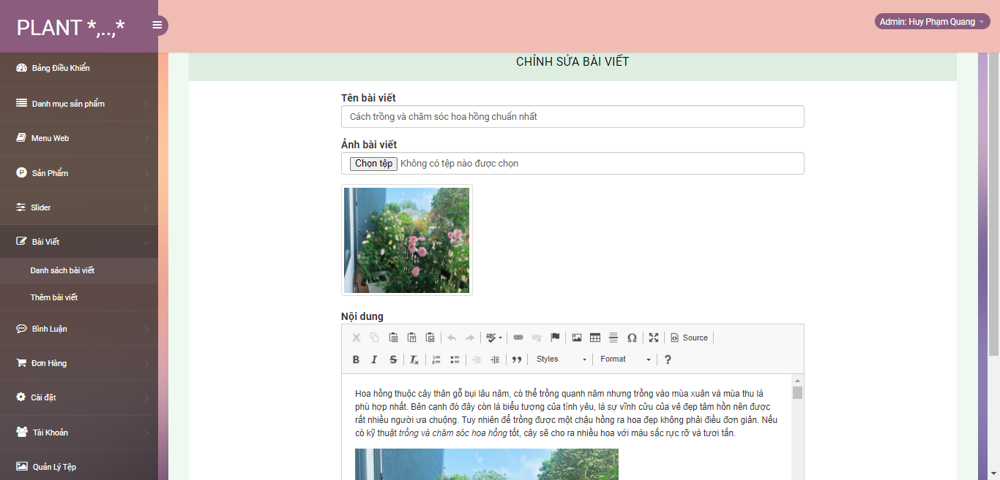 PLANT *,..,*
Admin: Huy Phạm Quang
Bảng Điều Khiển
Danh mục sản phẩm
Menu Web
Sản Phẩm
Slider
Bài Viết
Danh sách bài viết
Thêm bài viết
Bình Luận
Đơn Hàng
Cài đặt
Tài Khoản
Quản Lý Tệp
CHỈNH SỬA BÀI VIẾT
Tên bài viết
Cách trồng và chăm sóc hoa hồng chuẩn nhất
Ảnh bài viết
Chọn tệp Không có tệp nào được chọn
Nội dung
Source
Styles Format
Hoa hồng thuộc cây thân gỗ bụi lâu năm, có thể trồng quanh năm nhưng trồng vào mùa xuân và mùa thu là
phù hợp nhất. Bên cạnh đó đây còn là biểu tượng của tình yêu, là sự vĩnh cửu của vẻ đẹp tâm hồn nên được
rất nhiều người ưa chuộng. Tuy nhiên để trồng được một chậu hồng ra hoa đẹp không phải điều đơn giản. Nếu
có kỹ thuật trồng và chăm sóc hoa hồng tốt, cây sẽ cho ra nhiều hoa với màu sắc rực rỡ và tươi tắn.